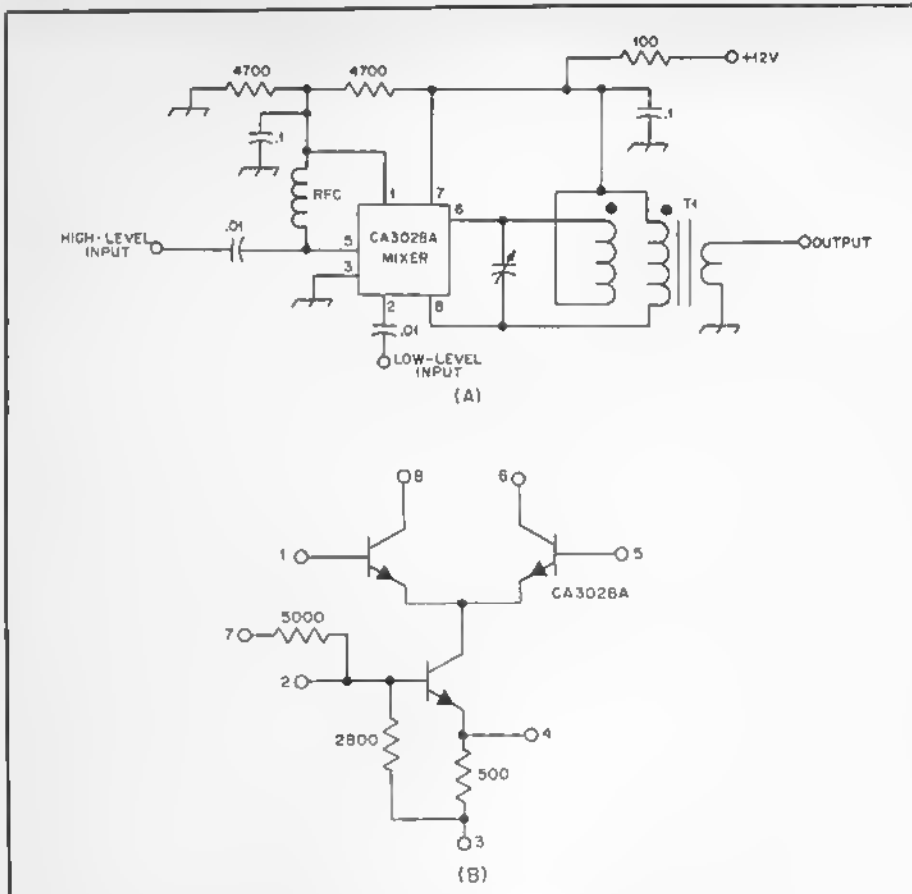 100
+12V
4700
4700
.1
.1
RFC
1
7
6
T1
HIGH-LEVEL
INPUT
.01
5
CA3028A
MIXER
OUTPUT
3
2
8
.01
LOW-LEVEL
INPUT
(A)
8
6
1
5
CA3028A
5000
7
2
4
2800
500
3
(B)